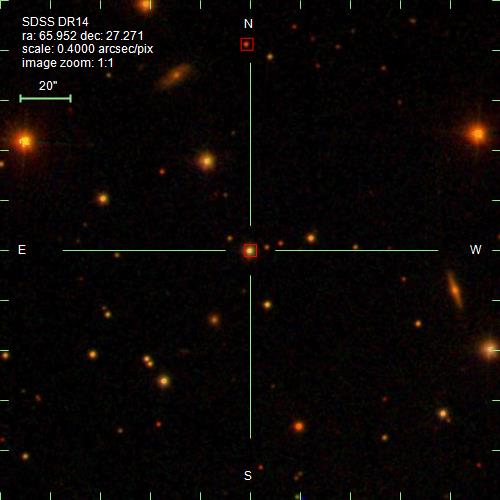 SDSS DR14
ra: 65.952 dec: 27.271
scale: 0.4000 arcsec/pix
image zoom: 1:1
20"
N
E
W
S